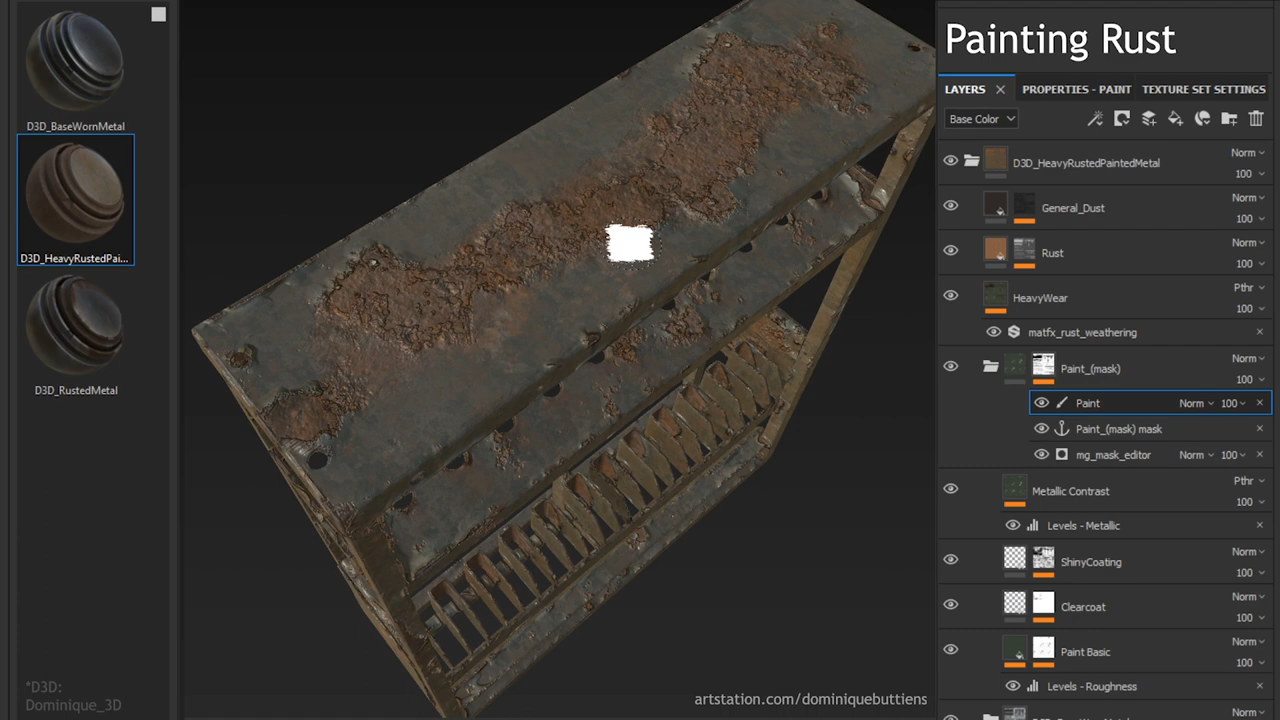 Painting Rust
D3D_BaseWornMetal
D3D_HeavyRustedPai...
D3D_RustedMetal
*D3D:
Dominique_3D
artstation.com/dominiquebuttiens
LAYERS × PROPERTIES - PAINT TEXTURE SET SETTINGS
Base Color
D3D_HeavyRustedPaintedMetal Norm
100
General_Dust Norm
100
Rust Norm
100
HeavyWear Pthr
100
matfx_rust_weathering ×
Paint_(mask) Norm
100
Paint Norm 100 ×
Paint_(mask) mask ×
mg_mask_editor Norm 100 ×
Metallic Contrast Pthr
100
Levels - Metallic ×
ShinyCoating Norm
100
Clearcoat Norm
100
Paint Basic Norm
100
Levels - Roughness ×
Norm